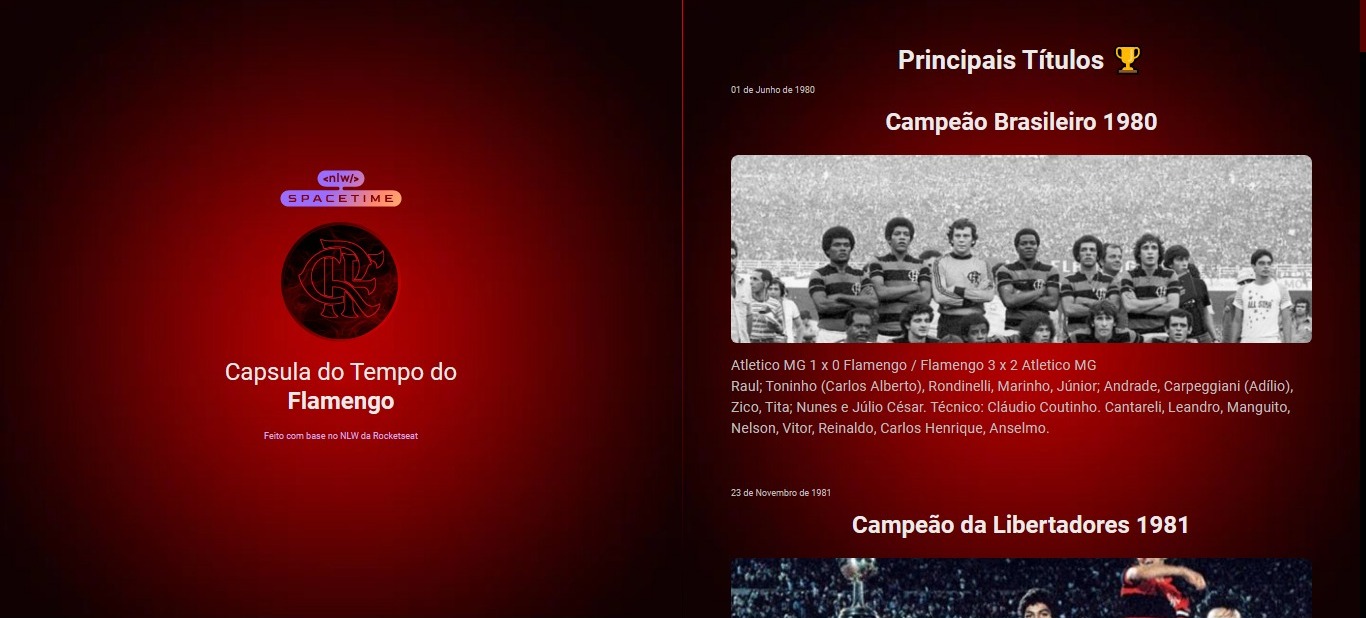 <nlw/>
SPACETIME
Capsula do Tempo do
Flamengo
Feito com base no NLW da Rocketseat
Principais Títulos
01 de Junho de 1980
Campeão Brasileiro 1980
ALL STAR
Atletico MG 1 x 0 Flamengo / Flamengo 3 x 2 Atletico MG
Raul; Toninho (Carlos Alberto), Rondinelli, Marinho, Júnior; Andrade, Carpeggiani (Adílio),
Zico, Tita; Nunes e Júlio César. Técnico: Cláudio Coutinho. Cantareli, Leandro, Manguito,
Nelson, Vitor, Reinaldo, Carlos Henrique, Anselmo.
23 de Novembro de 1981
Campeão da Libertadores 1981